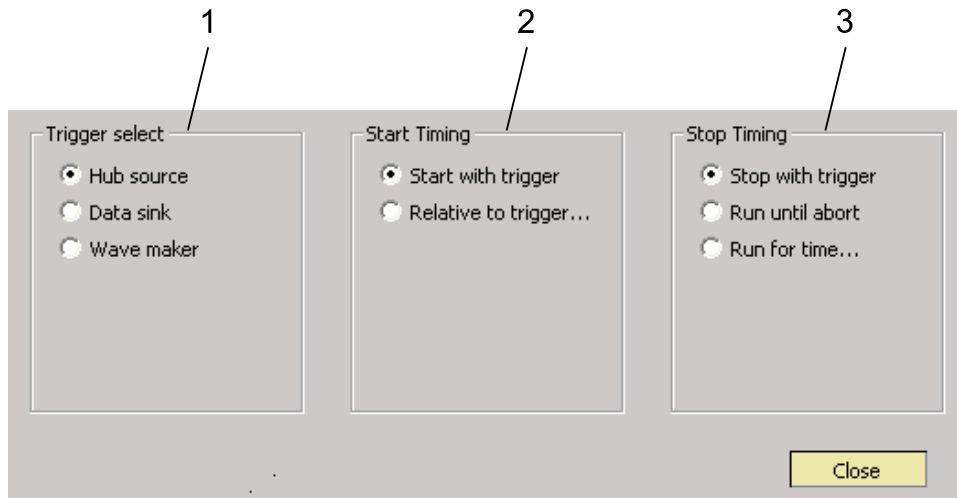 1
2
3
Trigger select
Hub source
Data sink
Wave maker
Start Timing
Start with trigger
Relative to trigger...
Stop Timing
Stop with trigger
Run until abort
Run for time...
Close